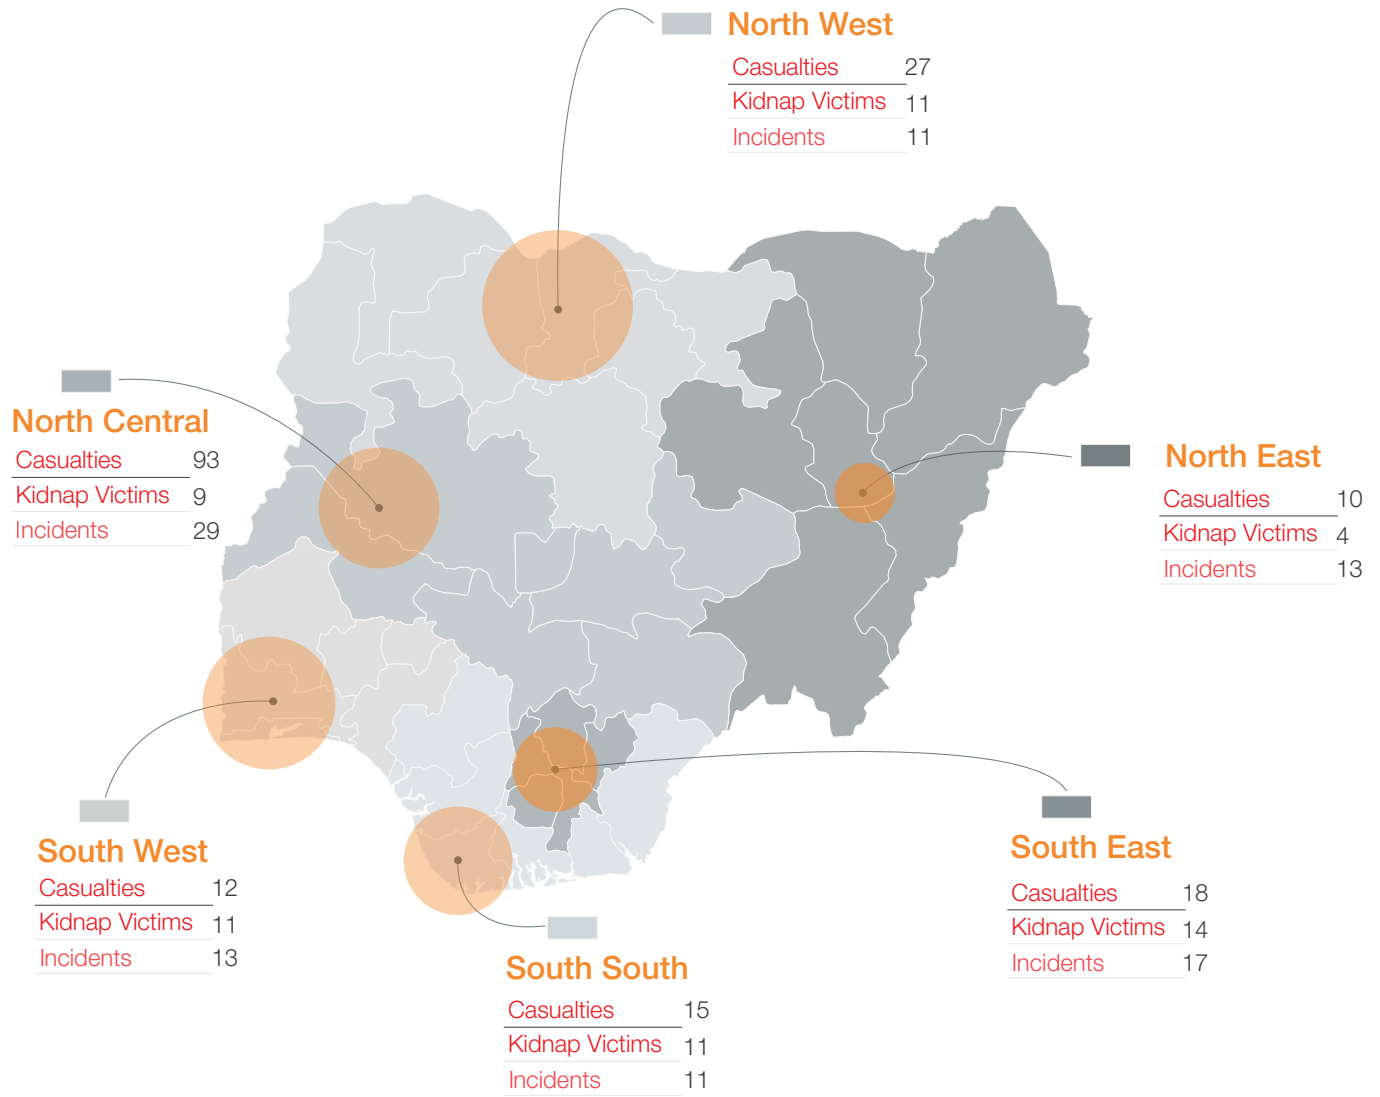 North West
Casualties 27
Kidnap Victims 11
Incidents 11
North Central
Casualties 93
Kidnap Victims 9
Incidents 29
North East
Casualties 10
Kidnap Victims 4
Incidents 13
South West
Casualties 12
Kidnap Victims 11
Incidents 13
South East
Casualties 18
Kidnap Victims 14
Incidents 17
South South
Casualties 15
Kidnap Victims 11
Incidents 11